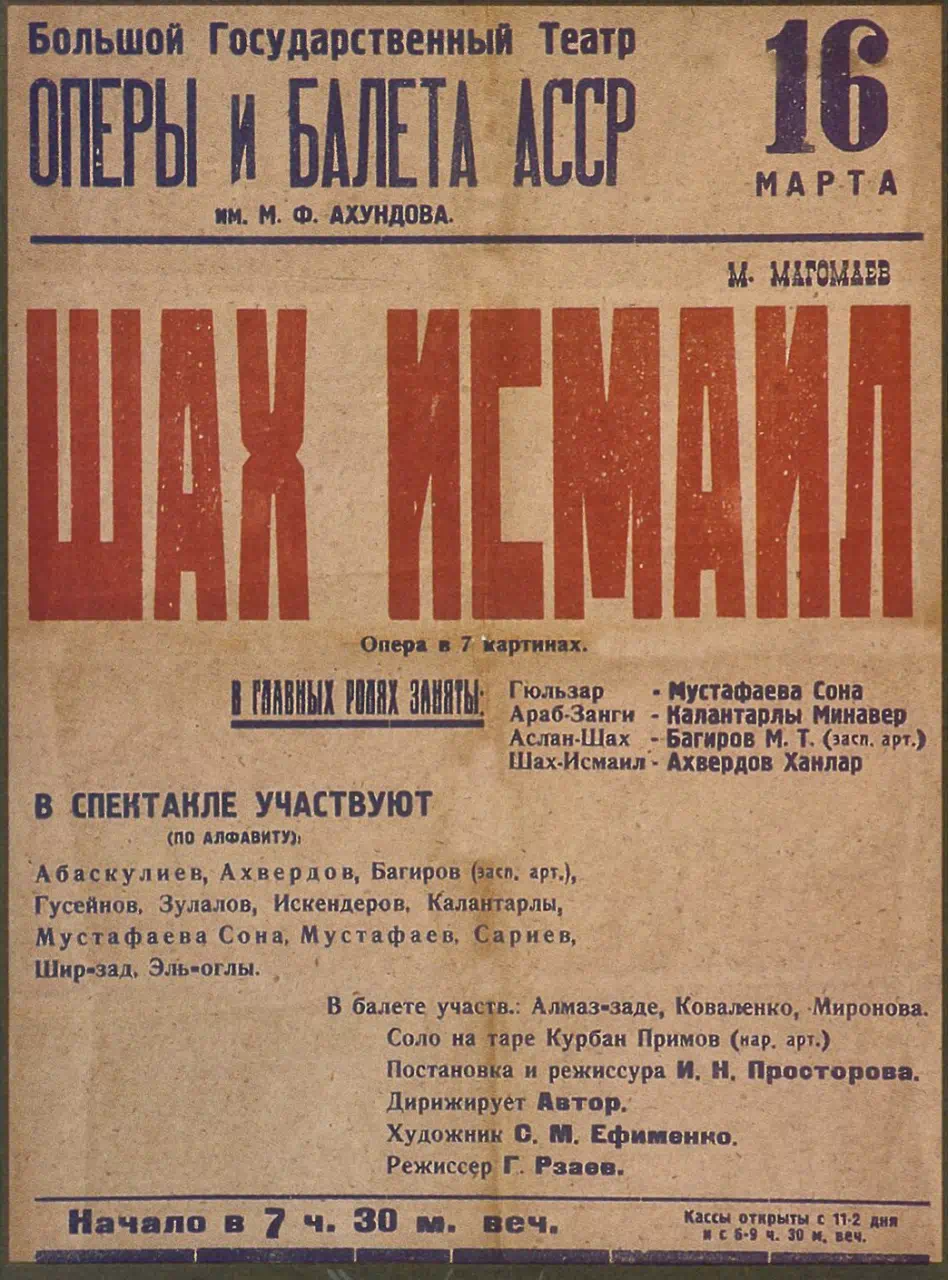 Большой Государственный Театр
ОПЕРЫ и БАЛЕТА АССР
им. М. Ф. АХУНДОВА.
16
МАРТА
М. МАГОМАЕВ
ШАХ ИСМАИЛ
Опера в 7 картинах.
В ГЛАВНЫХ РОЛЯХ ЗАНЯТЫ:
Гюльзар - Мустафаева Сона
Араб-Занги - Калантарлы Минавер
Аслан-Шах - Багиров М. Т. (засл. арт.)
Шах-Исмаил - Ахвердов Ханлар
В СПЕКТАКЛЕ УЧАСТВУЮТ
(ПО АЛФАВИТУ):
Абаскулиев, Ахвердов, Багиров (засл. арт.),
Гусейнов, Зулалов, Искендеров, Калантарлы,
Мустафаева Сона, Мустафаев, Сариев,
Шир-зад, Эль-оглы.
В балете участв.: Алмаз-заде, Коваленко, Миронова.
Соло на таре Курбан Примов (нар. арт.)
Постановка и режиссура И. Н. Просторова.
Дирижирует Автор.
Художник С. М. Ефименко.
Режиссер Г. Рзаев.
Начало в 7 ч. 30 м. веч.
Кассы открыты с 11-2 дня
и с 6-9 ч. 30 м. веч.